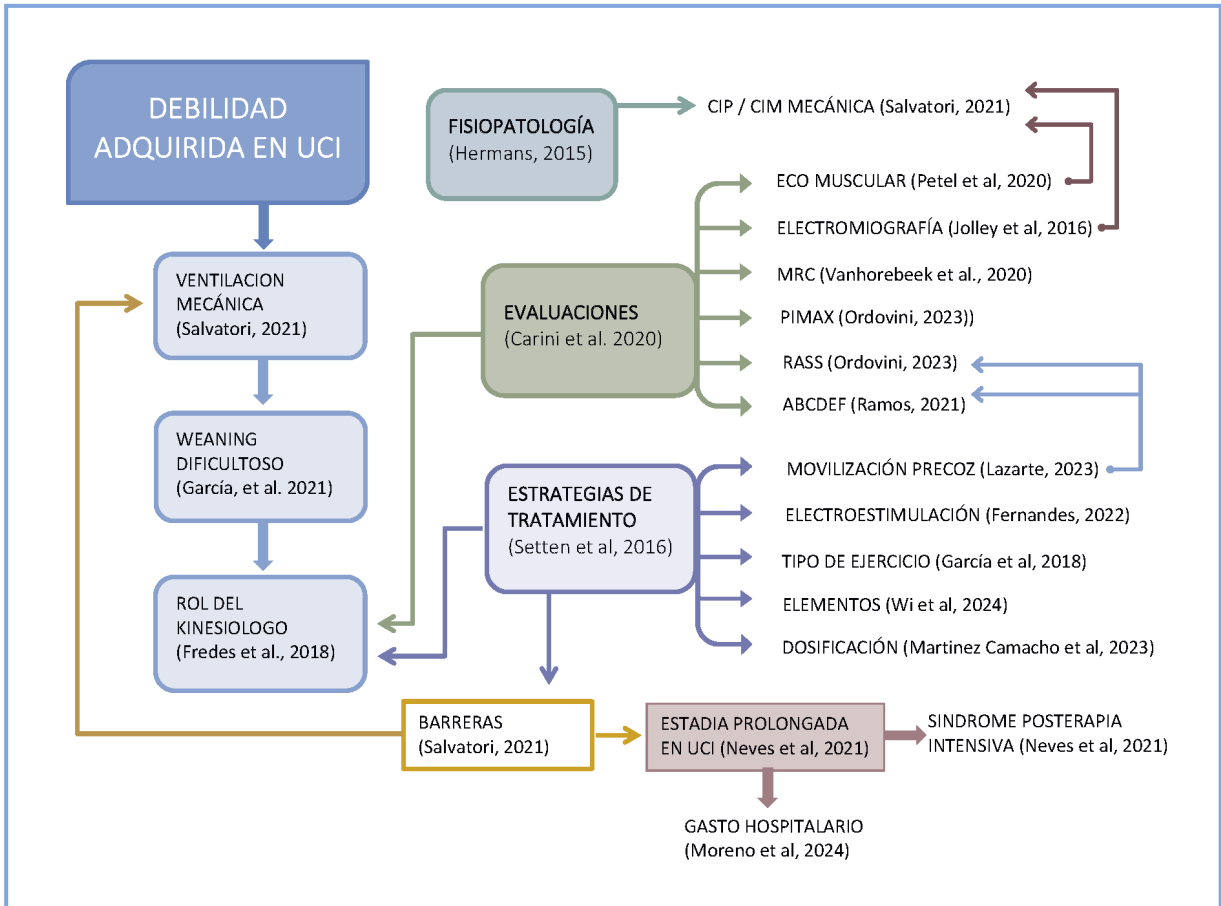 DEBILIDAD
ADQUIRIDA EN UCI
VENTILACION
MECÁNICA
(Salvatori, 2021)
WEANING
DIFICULTOSO
(García, et al. 2021)
ROL DEL
KINESIOLOGO
(Fredes et al., 2018)
FISIOPATOLOGÍA
(Hermans, 2015)
CIP / CIM MECÁNICA (Salvatori, 2021)
EVALUACIONES
(Carini et al. 2020)
ECO MUSCULAR (Petel et al, 2020)
ELECTROMIOGRAFÍA (Jolley et al, 2016)
MRC (Vanhorebeek et al., 2020)
PIMAX (Ordovini, 2023))
RASS (Ordovini, 2023)
ABCDEF (Ramos, 2021)
ESTRATEGIAS DE
TRATAMIENTO
(Setten et al, 2016)
MOVILIZACIÓN PRECOZ (Lazarte, 2023)
ELECTROESTIMULACIÓN (Fernandes, 2022)
TIPO DE EJERCICIO (García et al, 2018)
ELEMENTOS (Wi et al, 2024)
DOSIFICACIÓN (Martinez Camacho et al, 2023)
BARRERAS
(Salvatori, 2021)
ESTADIA PROLONGADA
EN UCI (Neves et al, 2021)
SINDROME POSTERAPIA
INTENSIVA (Neves et al, 2021)
GASTO HOSPITALARIO
(Moreno et al, 2024)